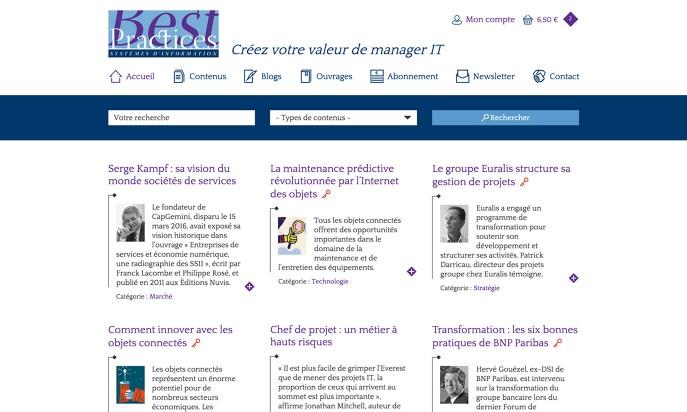 Best
Practices
SYSTÈMES D'INFORMATION
Créez votre valeur de manager IT
Mon compte
6,50 €
2
Accueil
Contenus
Blogs
Ouvrages
Abonnement
Newsletter
Contact
Votre recherche
- Types de contenus -
Rechercher
Serge Kampf : sa vision du
monde sociétés de services
Le fondateur de
CapGemini, disparu le 15
mars 2016, avait exposé sa
vision historique dans
l'ouvrage « Entreprises de
services et économie numérique,
une radiographie des SSII », écrit par
Franck Lacombe et Philippe Rosé, et
publié en 2011 aux Éditions Nuvis.
Catégorie : Marché
La maintenance prédictive
révolutionnée par l'Internet
des objets
Tous les objets connectés
offrent des opportunités
importantes dans le
domaine de la
maintenance et de
l'entretien des équipements.
Catégorie : Technologie
Le groupe Euralis structure sa
gestion de projets
Euralis a engagé un
programme de
transformation pour
soutenir son
développement et
structurer ses activités. Patrick
Darricau, directeur des projets
groupe chez Euralis témoigne.
Catégorie : Stratégie
Comment innover avec les
objets connectés
Les objets connectés
représentent un énorme
potentiel pour de
nombreux secteurs
économiques. Les
Chef de projet : un métier à
hauts risques
« Il est plus facile de grimper l'Everest
que de mener des projets IT, la
proportion de ceux qui arrivent au
sommet est plus importante »,
affirme Jonathan Mitchell, auteur de
Transformation : les six bonnes
pratiques de BNP Paribas
Hervé Gouëzel, ex-DSI de
BNP Paribas, est intervenu
sur la transformation du
groupe bancaire lors du
dernier Forum de